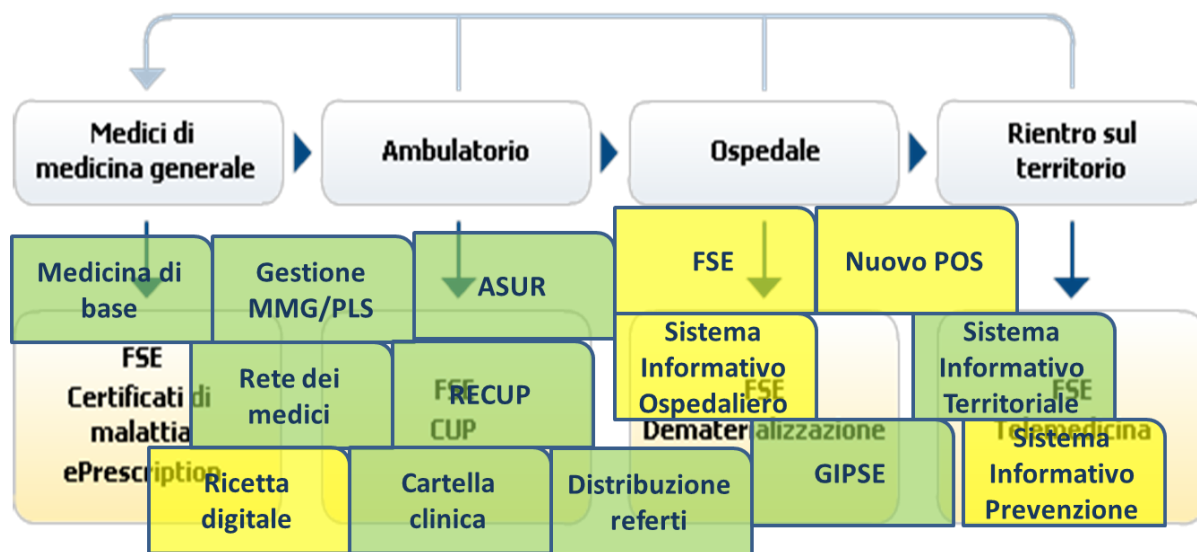 Medici di
medicina generale
Ambulatorio
Ospedale
Rientro sul
territorio
Medicina di
base
Gestione
MMG/PLS
ASUR
FSE
Nuovo POS
Sistema
Informativo
Ospedaliero
Sistema
Informativo
Territoriale
Rete dei
medici
RECUP
Ricetta
digitale
Cartella
clinica
Distribuzione
referti
GIPSE
Sistema
Informativo
Prevenzione
FSE
Certificati di
malattia
ePrescription
FSE
CUP
FSE
Dematerializzazione
FSE
Telemedicina